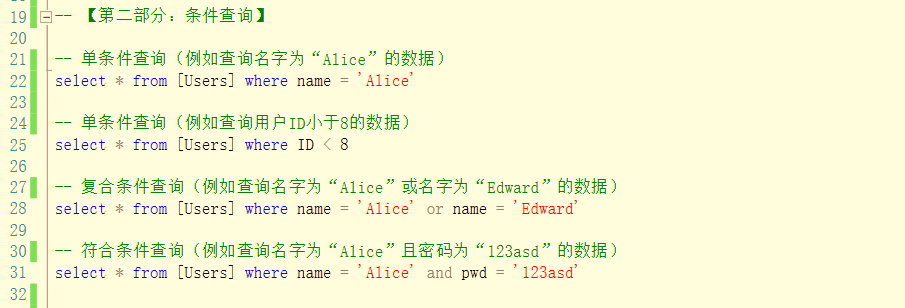 19 -- 【第二部分：条件查询】
20
21 -- 单条件查询（例如查询名字为“Alice”的数据）
22 select * from [Users] where name = 'Alice'
23
24 -- 单条件查询（例如查询用户ID小于8的数据）
25 select * from [Users] where ID < 8
26
27 -- 复合条件查询（例如查询名字为“Alice”或名字为“Edward”的数据）
28 select * from [Users] where name = 'Alice' or name = 'Edward'
29
30 -- 符合条件查询（例如查询名字为“Alice”且密码为“123asd”的数据）
31 select * from [Users] where name = 'Alice' and pwd = '123asd'
32